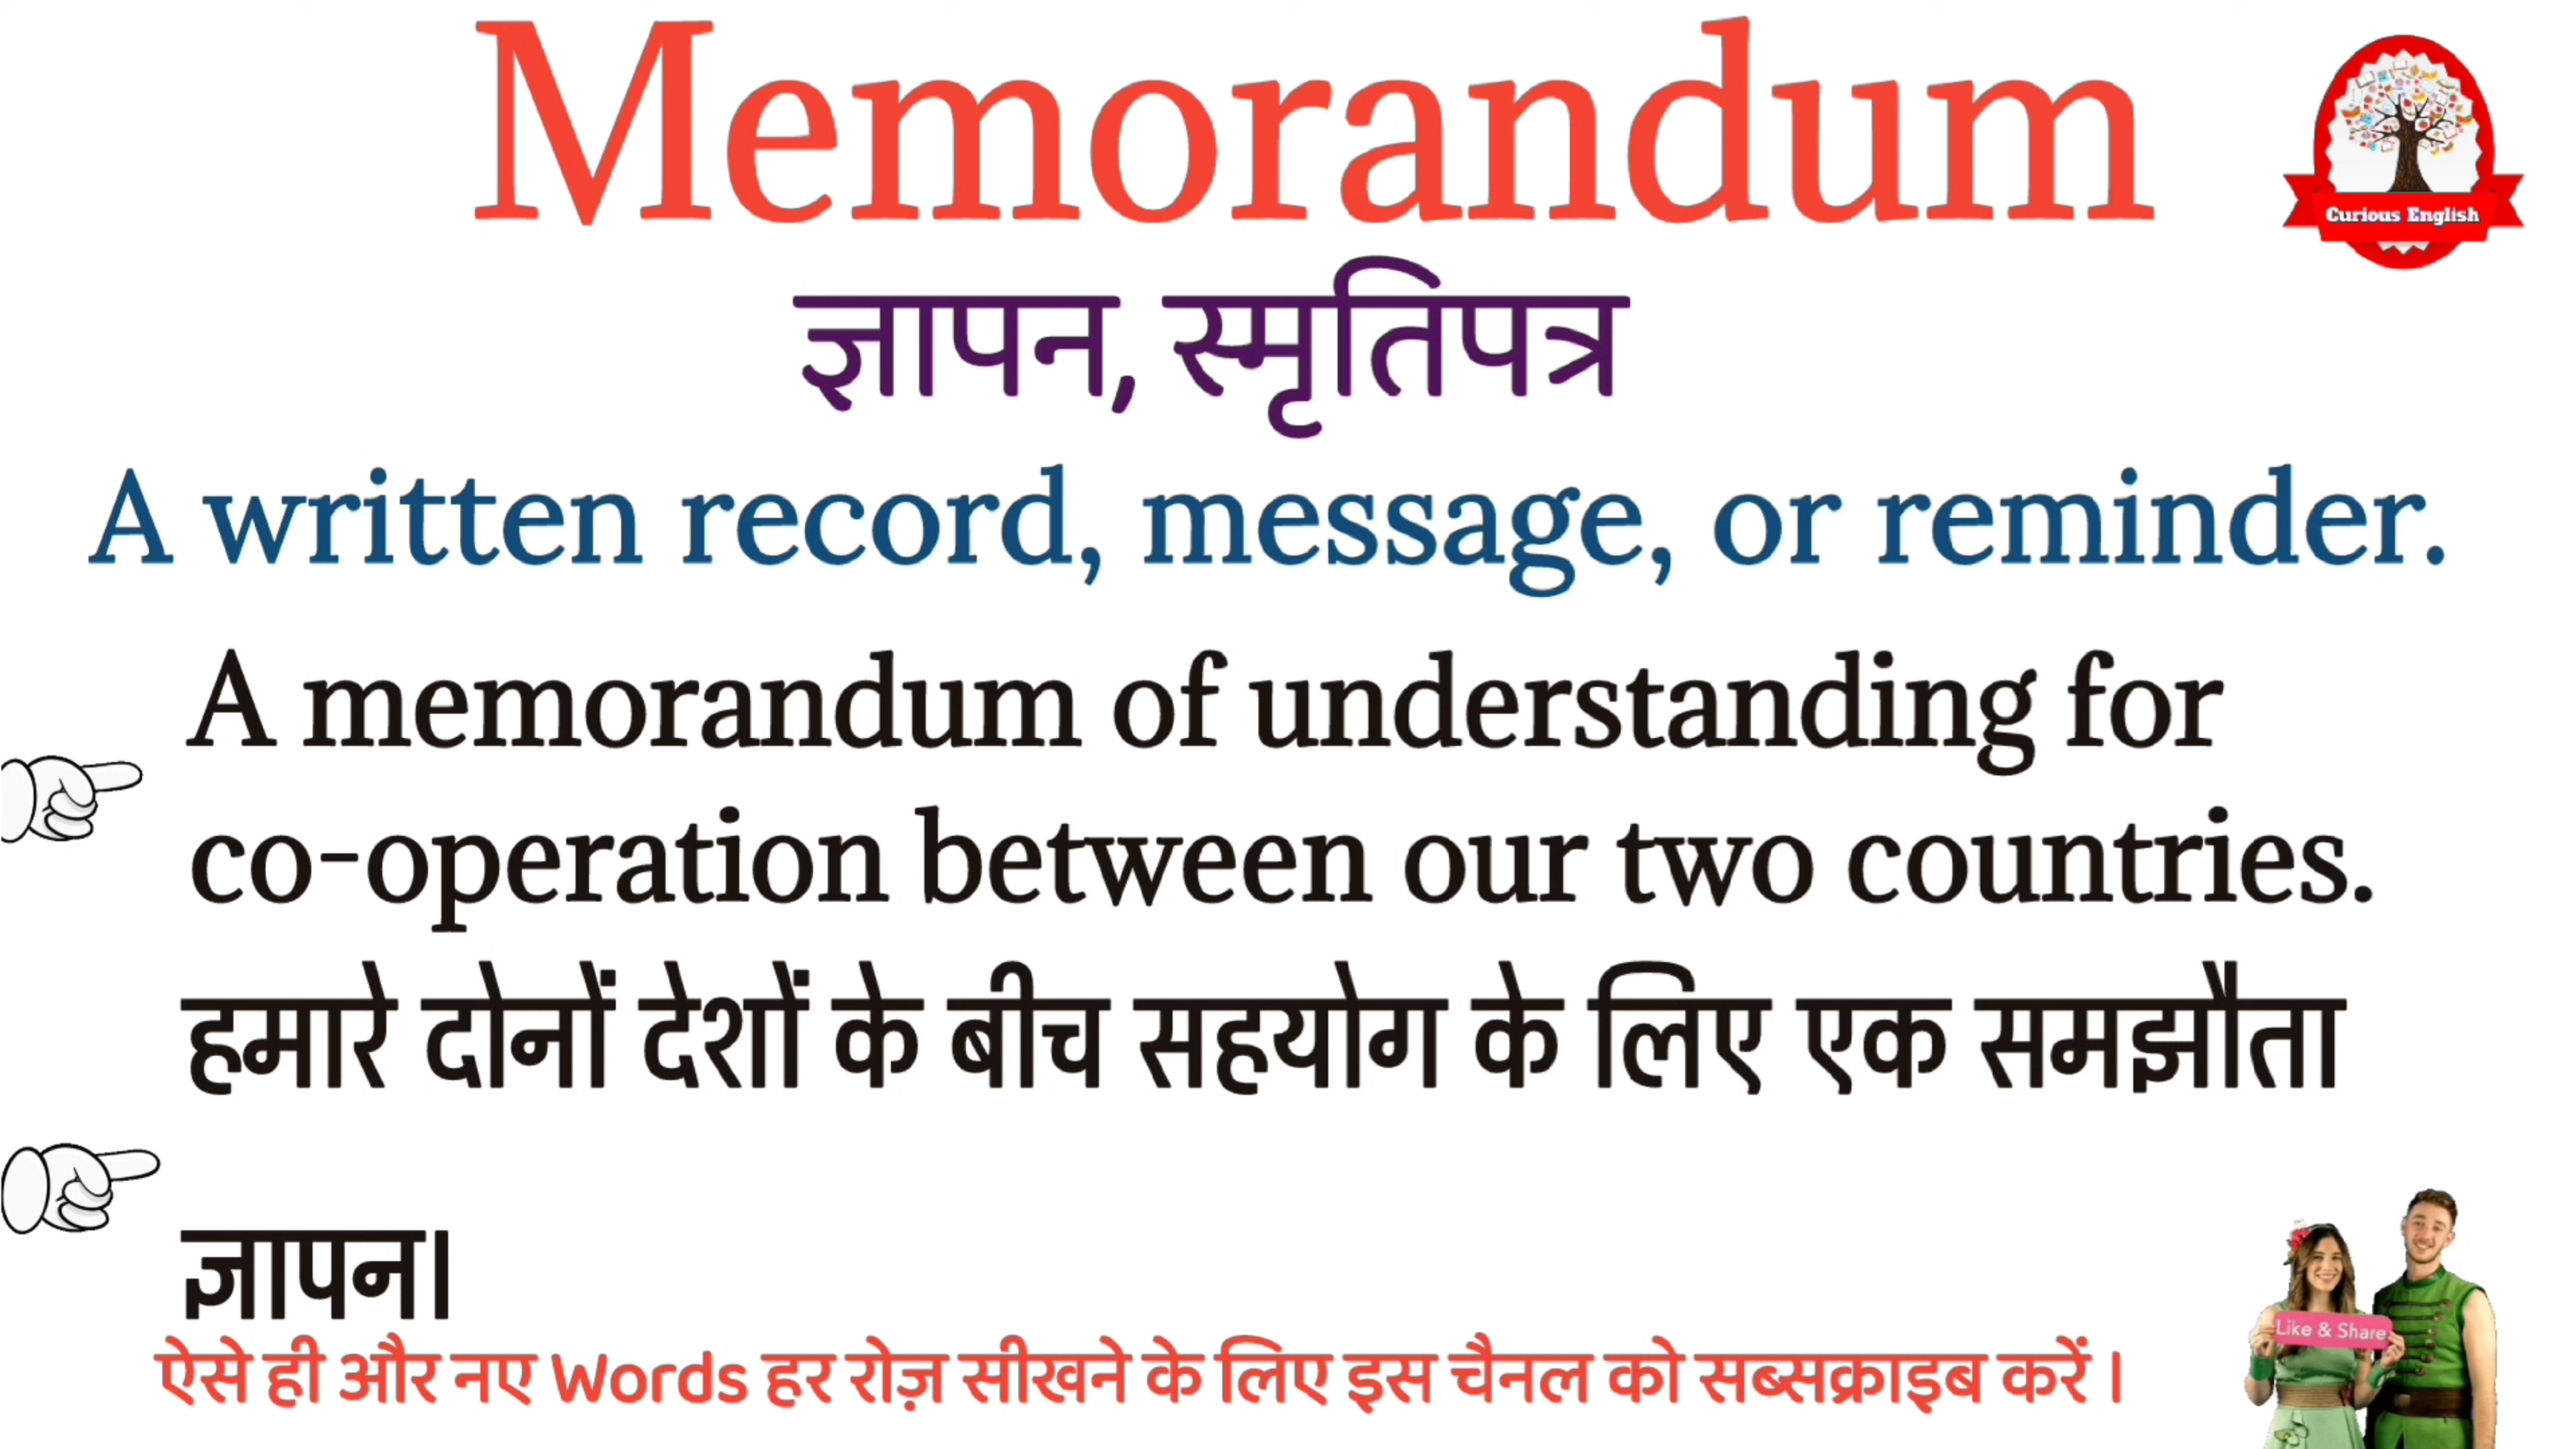 Memorandum
Curious English
ज्ञापन, स्मृतिपत्र
A written record, message, or reminder.
A memorandum of understanding for
co-operation between our two countries.
हमारे दोनों देशों के बीच सहयोग के लिए एक समझौता
ज्ञापन।
Like & Share
ऐसे ही और नए Words हर रोज़ सीखने के लिए इस चैनल को सब्सक्राइब करें।